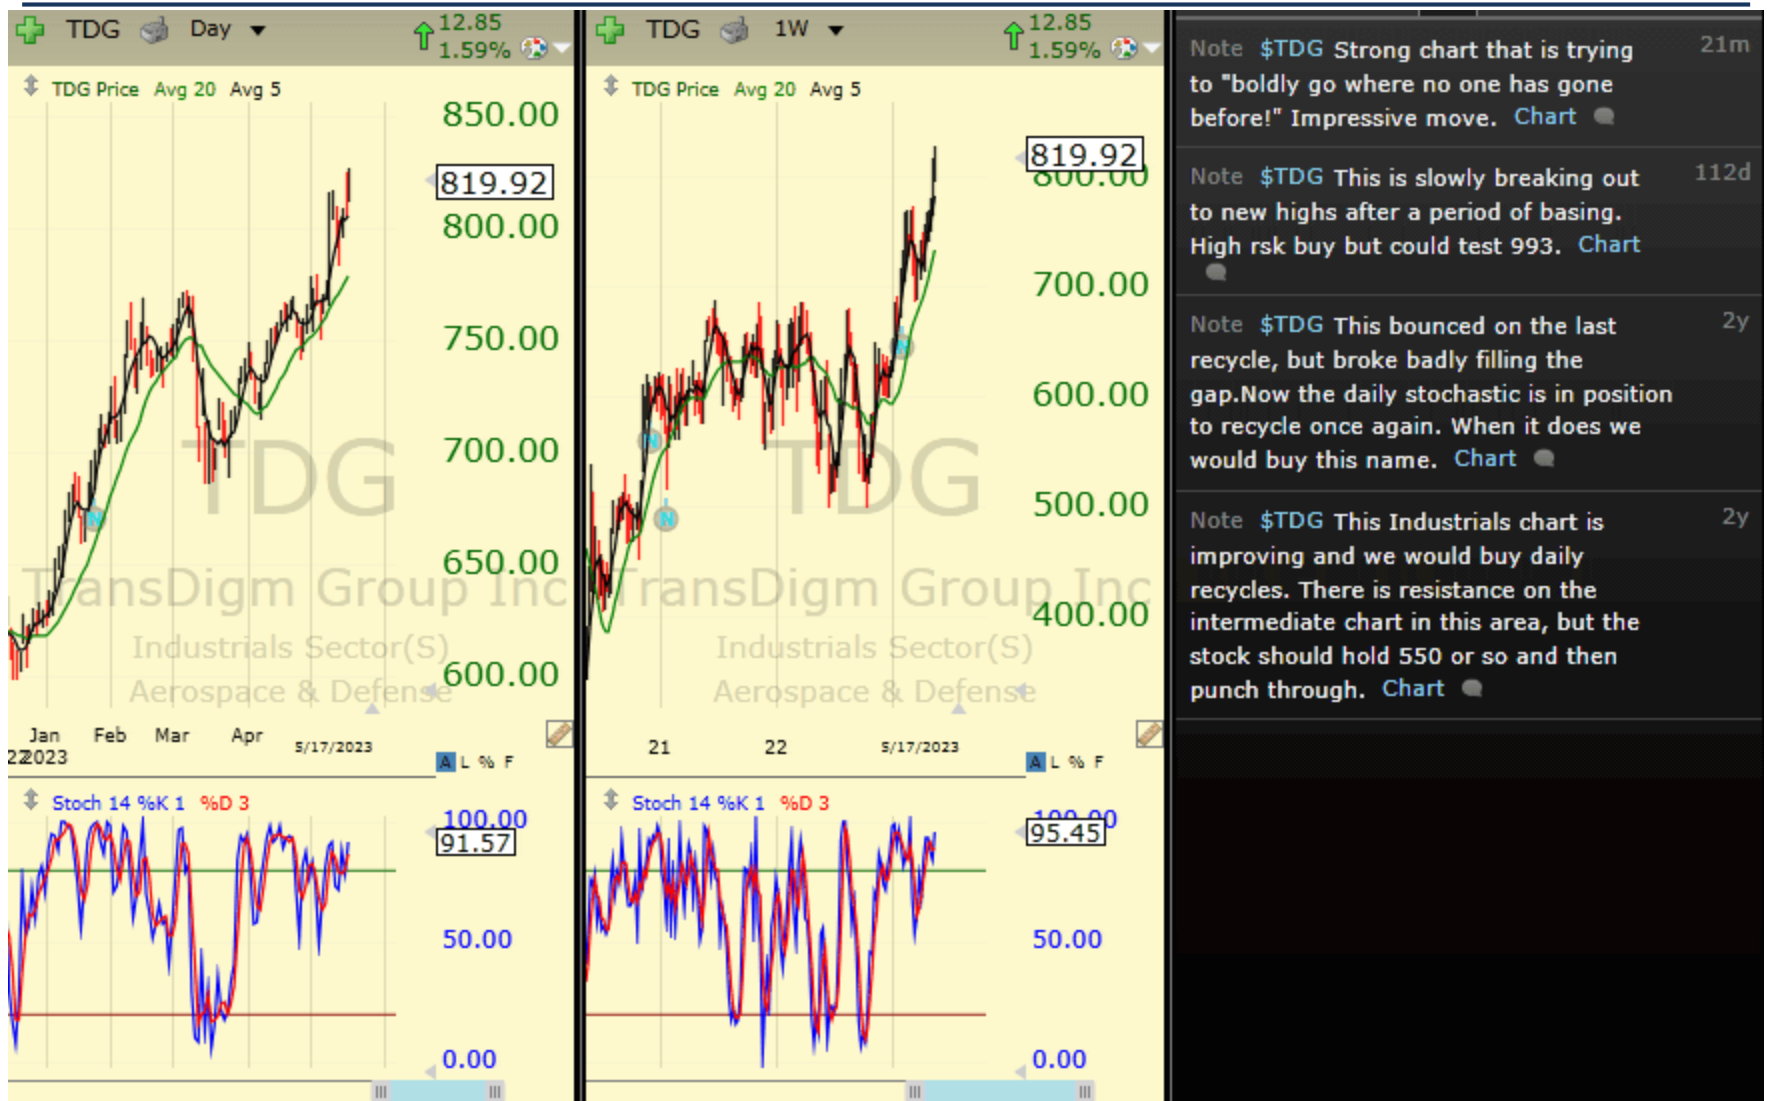 TDG Day 12.85
1.59%
TDG Price Avg 20 Avg 5
850.00
819.92
800.00
750.00
700.00
650.00
600.00
TDG
TransDigm Group Inc
Industrials Sector(S)
Aerospace & Defense
Jan Feb Mar Apr 5/17/2023
22 2023
A L % F
Stoch 14 %K 1 %D 3
100.00
91.57
50.00
0.00
TDG 1W 12.85
1.59%
TDG Price Avg 20 Avg 5
819.92
800.00
700.00
600.00
500.00
400.00
TDG
TransDigm Group Inc
Industrials Sector(S)
Aerospace & Defense
N
N
N
N
21 22 5/17/2023
A L % F
Stoch 14 %K 1 %D 3
100.00
95.45
50.00
0.00
Note $TDG Strong chart that is trying 21m
to "boldly go where no one has gone
before!" Impressive move. Chart
Note $TDG This is slowly breaking out 112d
to new highs after a period of basing.
High rsk buy but could test 993. Chart
Note $TDG This bounced on the last 2y
recycle, but broke badly filling the
gap.Now the daily stochastic is in position
to recycle once again. When it does we
would buy this name. Chart
Note $TDG This Industrials chart is 2y
improving and we would buy daily
recycles. There is resistance on the
intermediate chart in this area, but the
stock should hold 550 or so and then
punch through. Chart